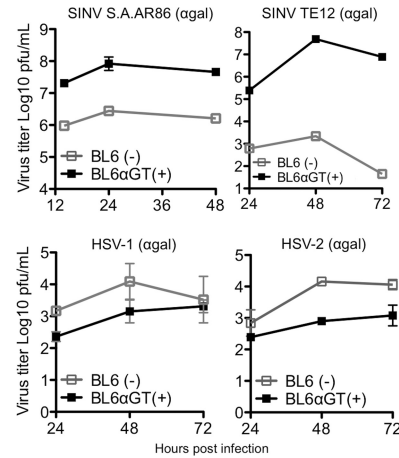 SINV S.A.AR86 (αgal)
Virus titer Log10 pfu/mL
9
8
7
6
5
4
BL6 (-)
BL6αGT(+)
12 24 36 48
SINV TE12 (αgal)
8
7
6
5
4
3
2
1
BL6 (-)
BL6αGT(+)
24 48 72
HSV-1 (αgal)
Virus titer Log10 pfu/mL
5
4
3
2
1
0
BL6 (-)
BL6αGT(+)
24 48 72
HSV-2 (αgal)
5
4
3
2
1
0
BL6 (-)
BL6αGT(+)
24 48 72
Hours post infection